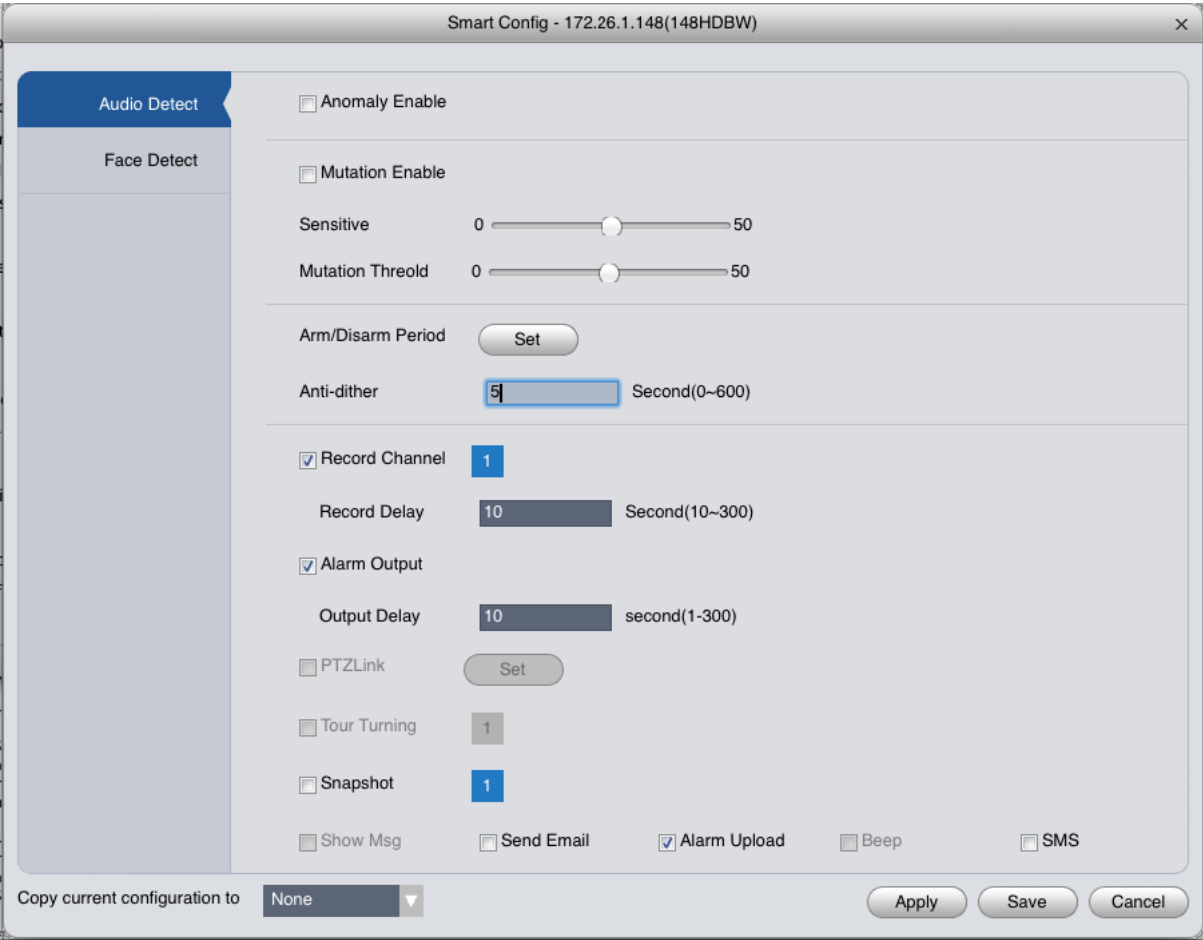 Smart Config - 172.26.1.148(148HDBW)
Audio Detect
Face Detect
Anomaly Enable
Mutation Enable
Sensitive 0 50
Mutation Threold 0 50
Arm/Disarm Period Set
Anti-dither 5 Second(0~600)
Record Channel 1
Record Delay 10 Second(10~300)
Alarm Output
Output Delay 10 second(1-300)
PTZLink Set
Tour Turning 1
Snapshot 1
Show Msg Send Email Alarm Upload Beep SMS
Copy current configuration to None Apply Save Cancel